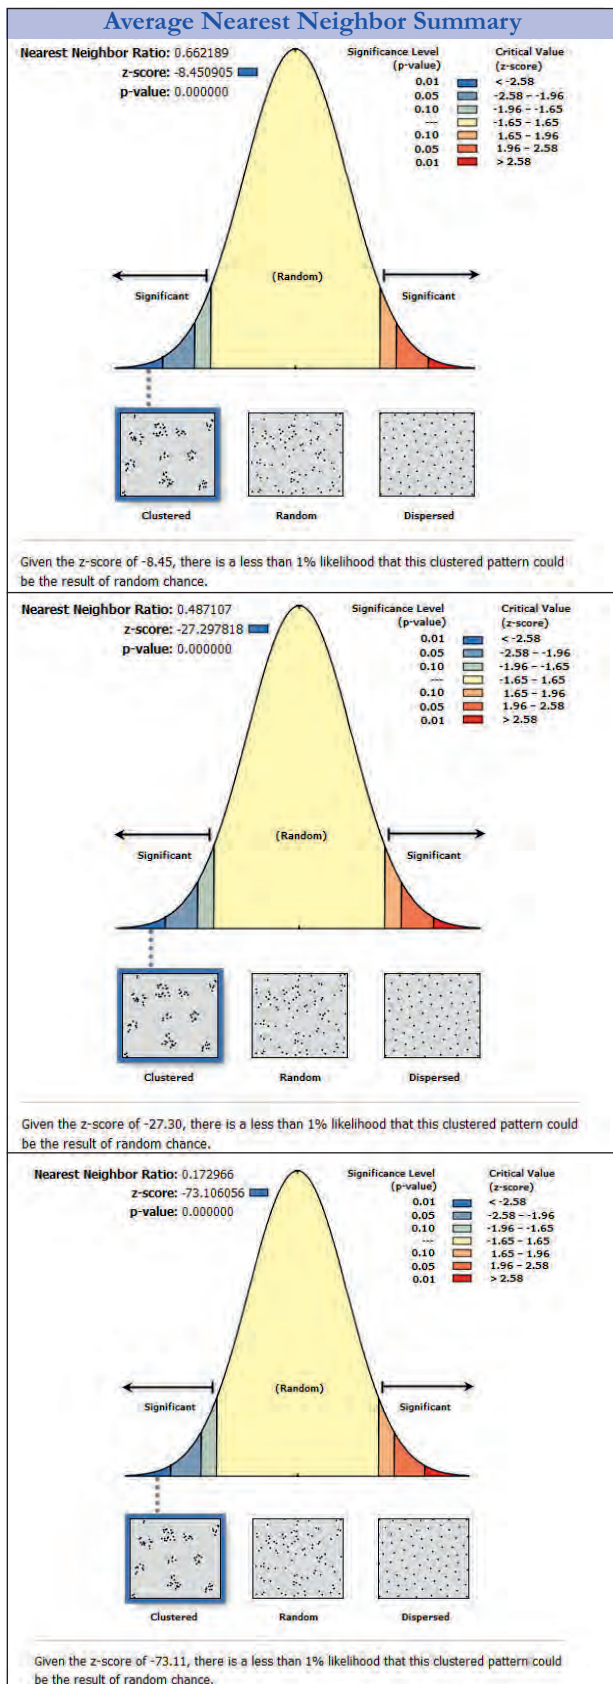 Average Nearest Neighbor Summary
Nearest Neighbor Ratio: 0.662189
z-score: -8.450905
p-value: 0.000000
Significance Level (p-value)
Critical Value (z-score)
0.01 < -2.58
0.05 -2.58 – -1.96
0.10 -1.96 – -1.65
--- -1.65 – 1.65
0.10 1.65 – 1.96
0.05 1.96 – 2.58
0.01 > 2.58
(Random)
Significant Significant
Clustered Random Dispersed
Given the z-score of -8.45, there is a less than 1% likelihood that this clustered pattern could
be the result of random chance.
Nearest Neighbor Ratio: 0.487107
z-score: -27.297818
p-value: 0.000000
Significance Level (p-value)
Critical Value (z-score)
0.01 < -2.58
0.05 -2.58 – -1.96
0.10 -1.96 – -1.65
--- -1.65 – 1.65
0.10 1.65 – 1.96
0.05 1.96 – 2.58
0.01 > 2.58
(Random)
Significant Significant
Clustered Random Dispersed
Given the z-score of -27.30, there is a less than 1% likelihood that this clustered pattern could
be the result of random chance.
Nearest Neighbor Ratio: 0.172966
z-score: -73.106056
p-value: 0.000000
Significance Level (p-value)
Critical Value (z-score)
0.01 < -2.58
0.05 -2.58 – -1.96
0.10 -1.96 – -1.65
--- -1.65 – 1.65
0.10 1.65 – 1.96
0.05 1.96 – 2.58
0.01 > 2.58
(Random)
Significant Significant
Clustered Random Dispersed
Given the z-score of -73.11, there is a less than 1% likelihood that this clustered pattern could
be the result of random chance.